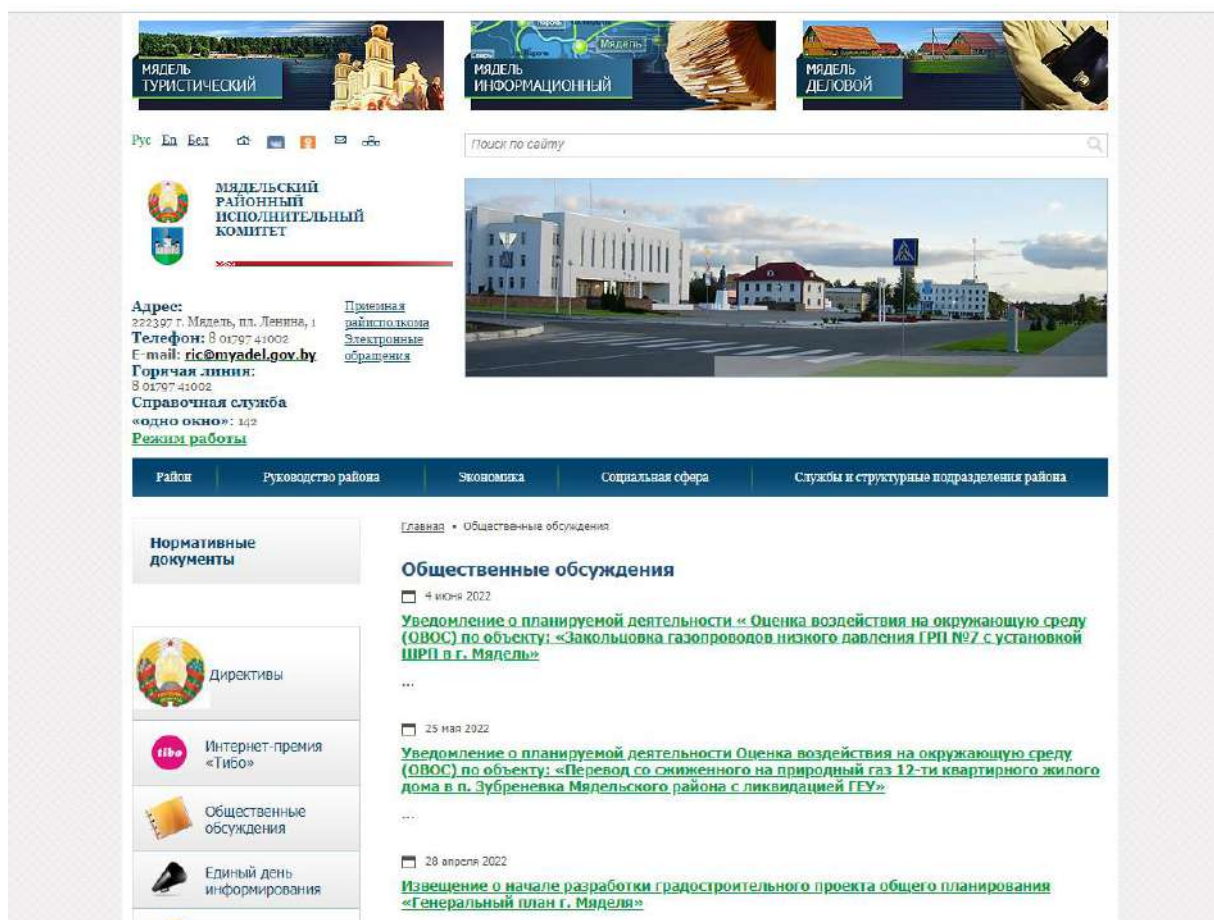 МЯДЕЛЬ
ТУРИСТИЧЕСКИЙ
Мядель
МЯДЕЛЬ
ИНФОРМАЦИОННЫЙ
МЯДЕЛЬ
ДЕЛОВОЙ
Рус En Бел
Поиск по сайту
МЯДЕЛЬСКИЙ
РАЙОННЫЙ
ИСПОЛНИТЕЛЬНЫЙ
КОМИТЕТ
Адрес:
222397 г. Мядель, пл. Ленина, 1
Телефон: 8 01797 41002
E-mail: ric@myadel.gov.by
Горячая линия:
8 01797 41002
Справочная служба
«одно окно»: 142
Режим работы
Приемная
райисполкома
Электронные
обращения
Район Руководство района Экономика Социальная сфера Службы и структурные подразделения района
Нормативные
документы
Директивы
tibo
Интернет-премия
«Тибо»
Общественные
обсуждения
Единый день
информирования
Главная • Общественные обсуждения
Общественные обсуждения
4 июня 2022
Уведомление о планируемой деятельности « Оценка воздействия на окружающую среду
(ОВОС) по объекту: «Закольцовка газопроводов низкого давления ГРП №7 с установкой
ШРП в г. Мядель»
...
25 мая 2022
Уведомление о планируемой деятельности Оценка воздействия на окружающую среду
(ОВОС) по объекту: «Перевод со сжиженного на природный газ 12-ти квартирного жилого
дома в п. Зубреневка Мядельского района с ликвидацией ГЕУ»
...
28 апреля 2022
Извещение о начале разработки градостроительного проекта общего планирования
«Генеральный план г. Мяделя»